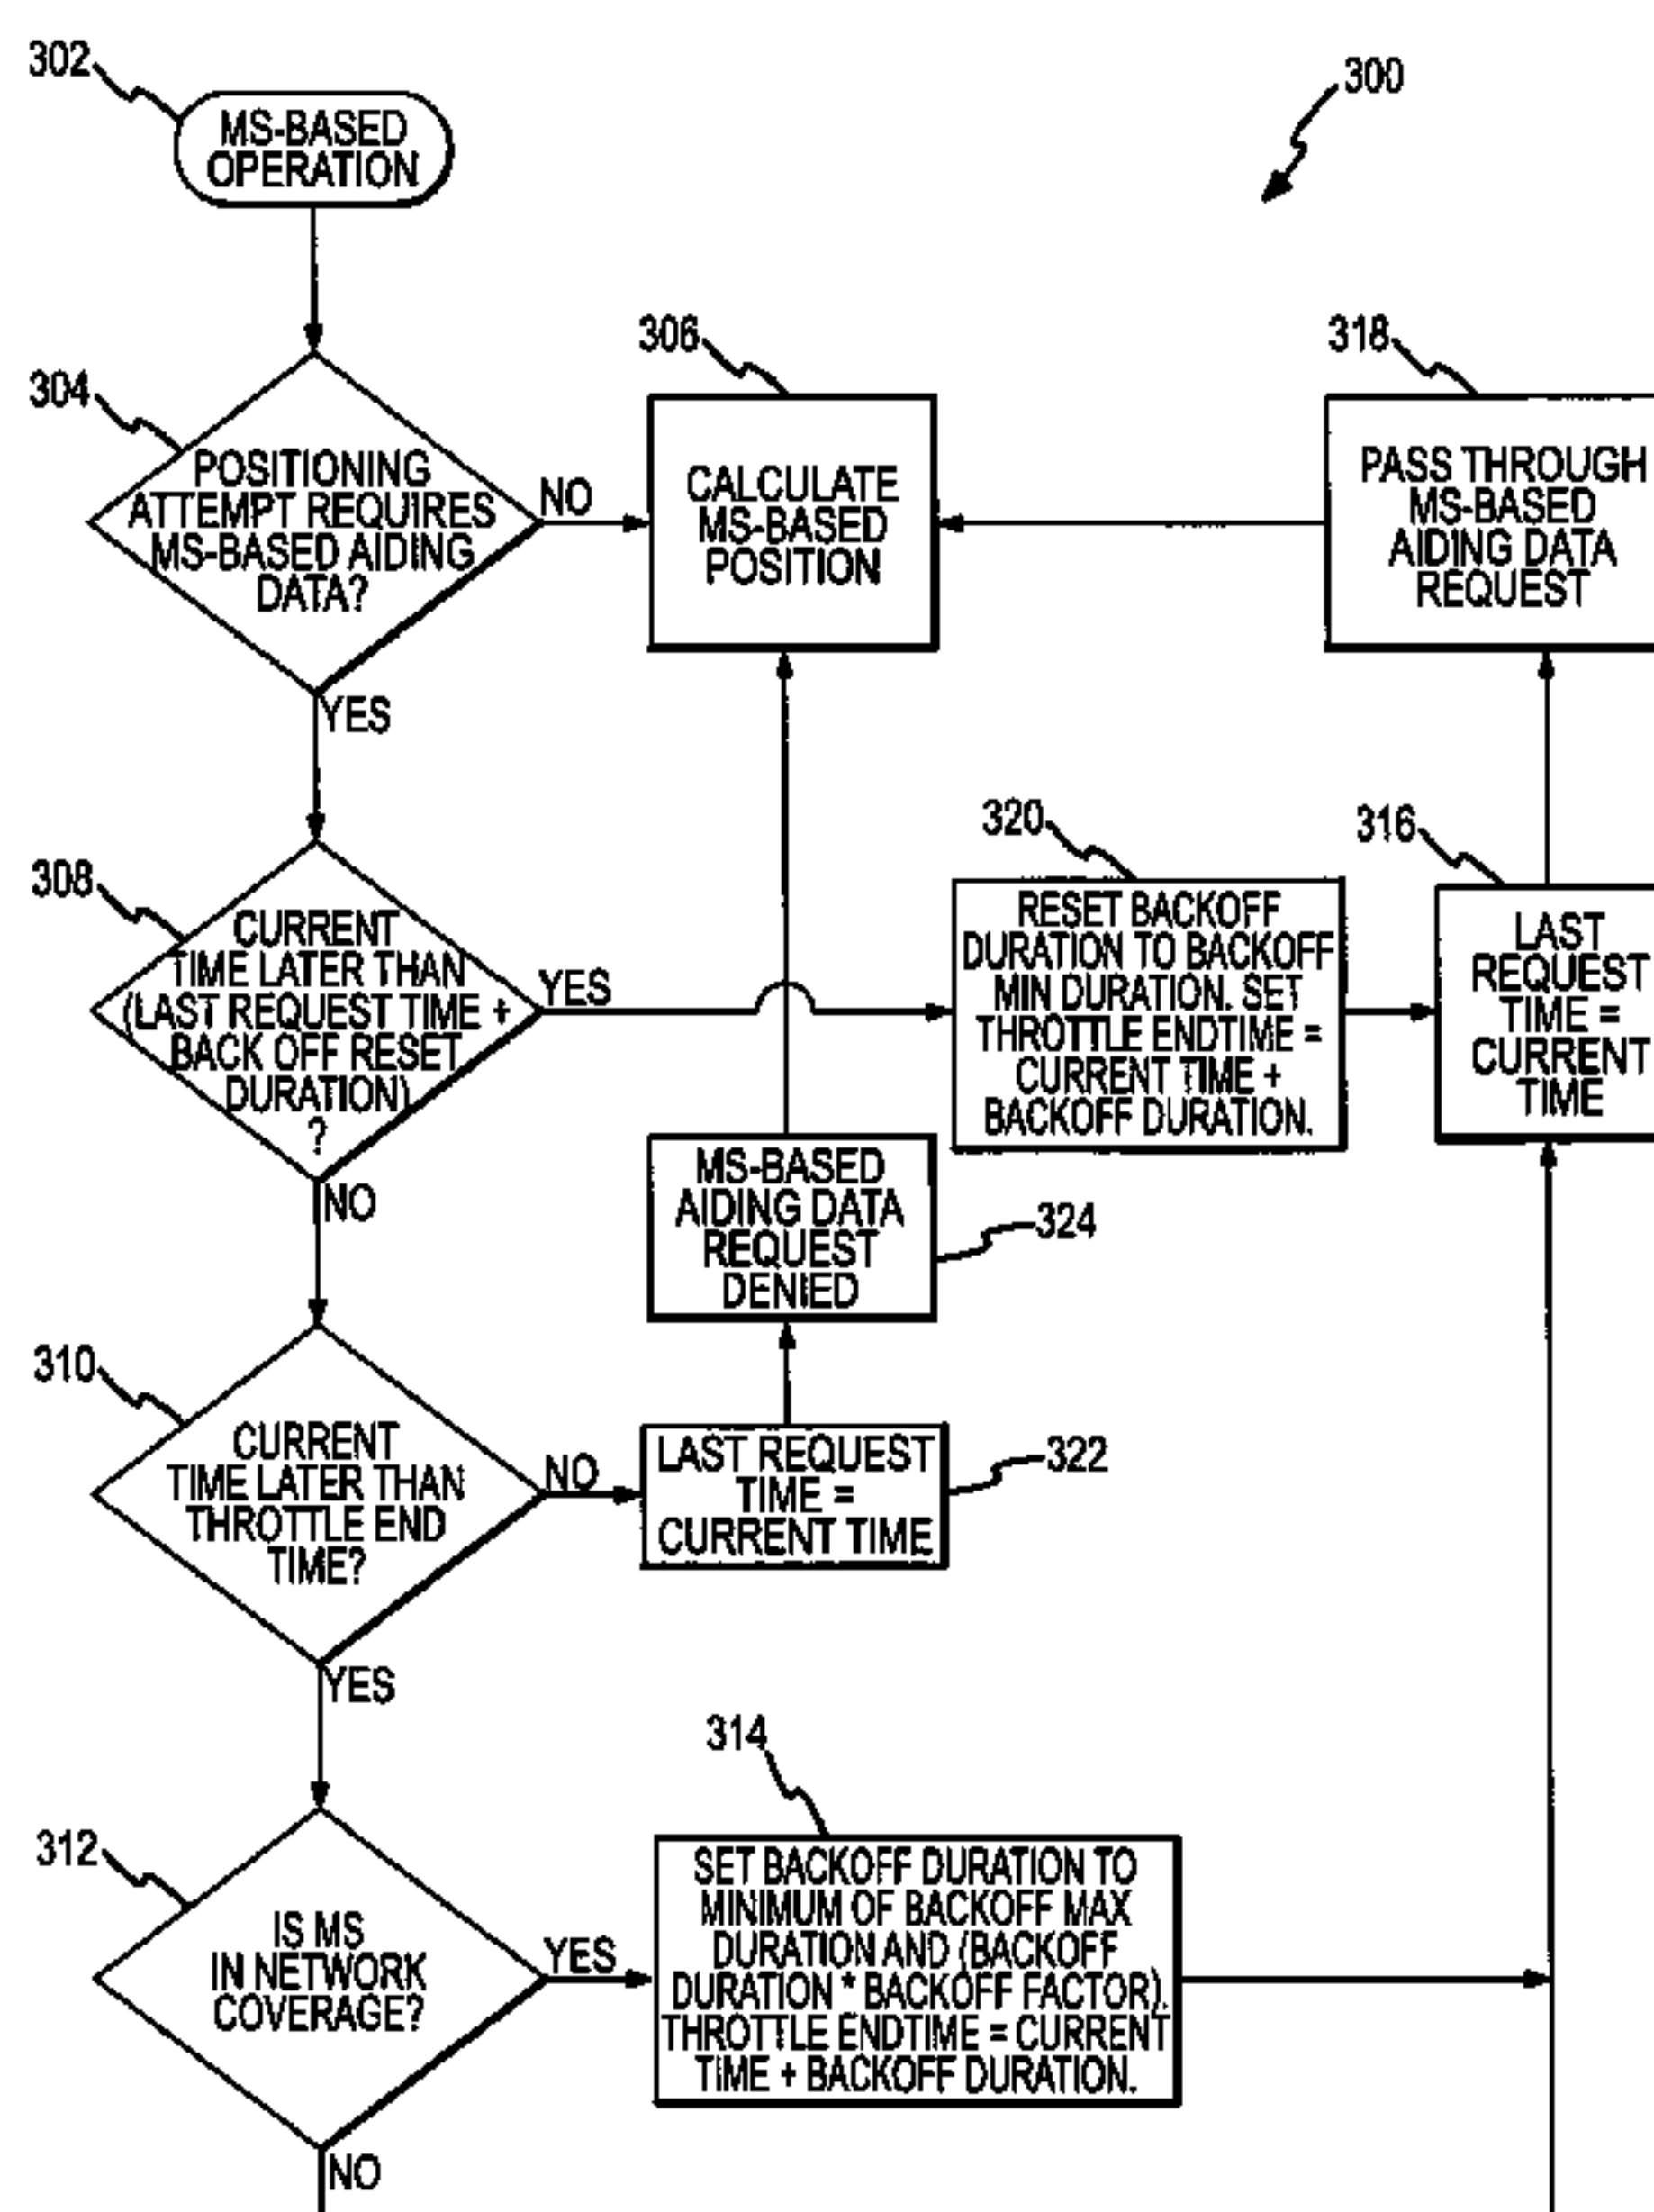 302
MS-BASED
OPERATION
300
304
POSITIONING
ATTEMPT REQUIRES
MS-BASED AIDING
DATA?
NO
YES
306
CALCULATE
MS-BASED
POSITION
318
PASS THROUGH
MS-BASED
AIDING DATA
REQUEST
308
CURRENT
TIME LATER THAN
(LAST REQUEST TIME +
BACK OFF RESET
DURATION)
?
YES
NO
320
RESET BACKOFF
DURATION TO BACKOFF
MIN DURATION. SET
THROTTLE ENDTIME =
CURRENT TIME +
BACKOFF DURATION.
316
LAST
REQUEST
TIME =
CURRENT
TIME
MS-BASED
AIDING DATA
REQUEST
DENIED
324
310
CURRENT
TIME LATER THAN
THROTTLE END
TIME?
NO
YES
LAST REQUEST
TIME =
CURRENT TIME
322
312
IS MS
IN NETWORK
COVERAGE?
YES
NO
314
SET BACKOFF DURATION TO
MINIMUM OF BACKOFF MAX
DURATION AND (BACKOFF
DURATION * BACKOFF FACTOR).
THROTTLE ENDTIME = CURRENT
TIME + BACKOFF DURATION.